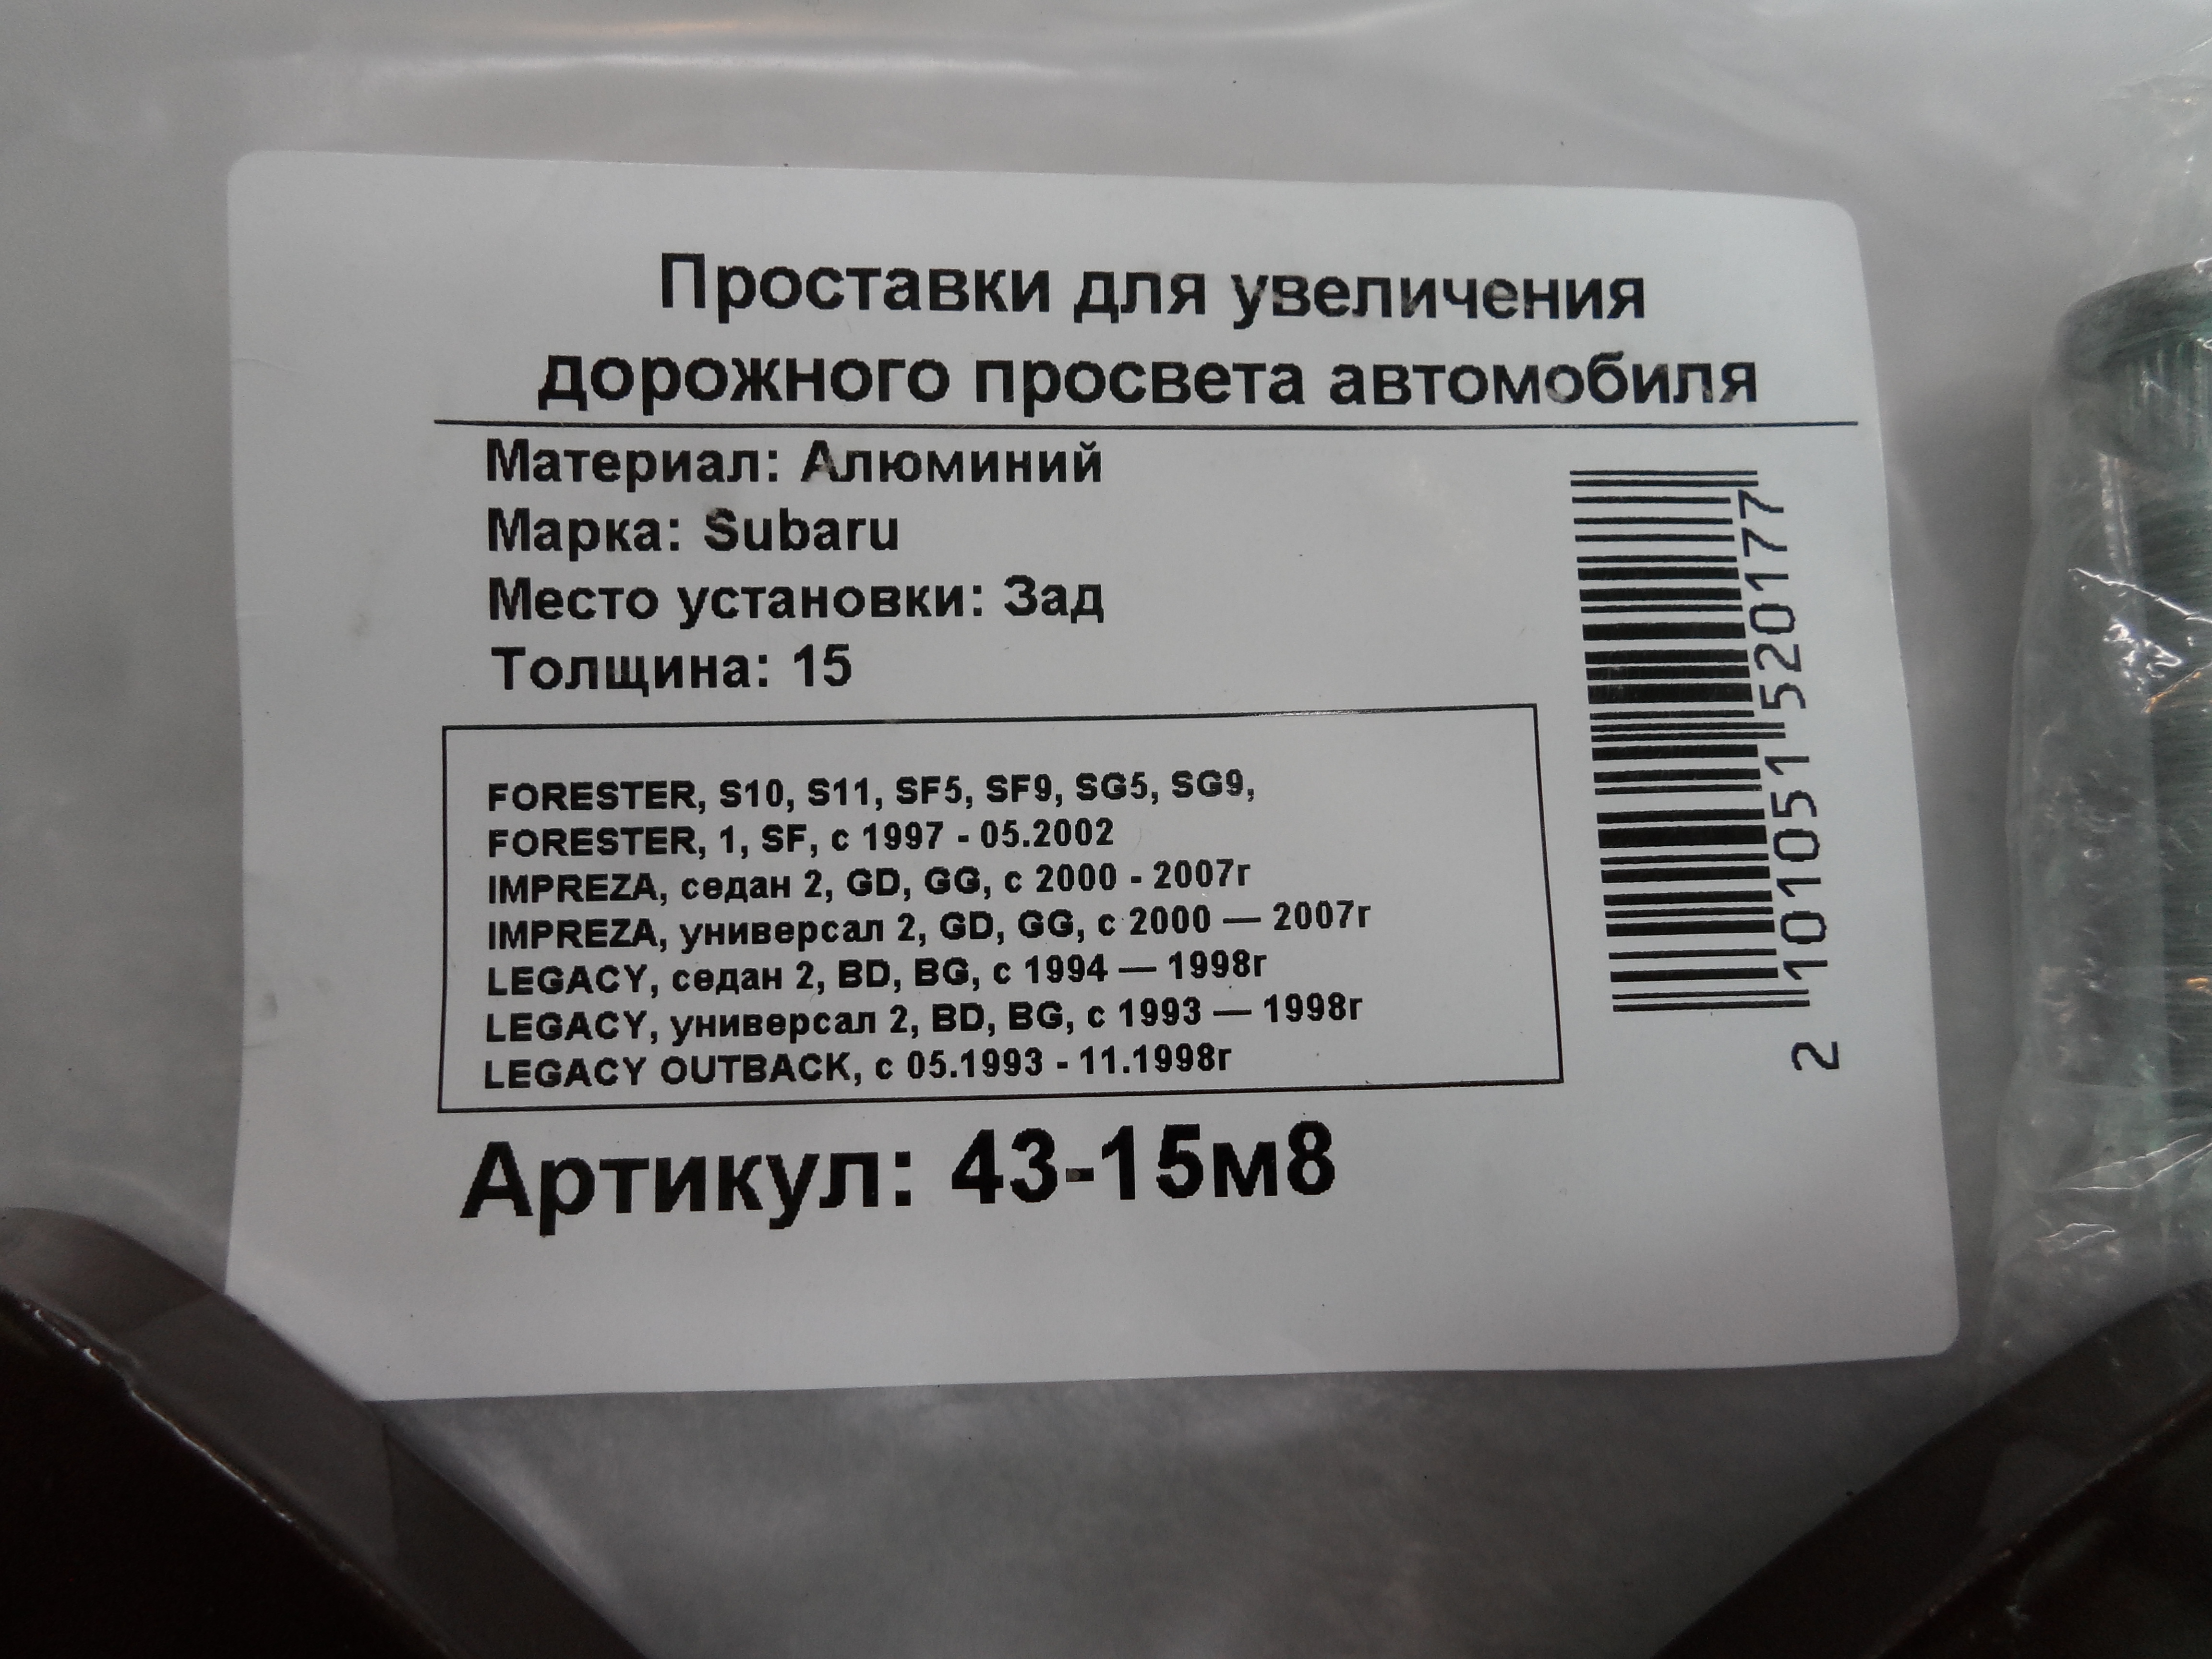 Проставки для увеличения
дорожного просвета автомобиля
Материал: Алюминий
Марка: Subaru
Место установки: Зад
Толщина: 15
FORESTER, S10, S11, SF5, SF9, SG5, SG9,
FORESTER, 1, SF, с 1997 - 05.2002
IMPREZA, седан 2, GD, GG, с 2000 - 2007г
IMPREZA, универсал 2, GD, GG, с 2000 — 2007г
LEGACY, седан 2, BD, BG, с 1994 — 1998г
LEGACY, универсал 2, BD, BG, с 1993 — 1998г
LEGACY OUTBACK, с 05.1993 - 11.1998г
Артикул: 43-15м8
2 101051 520177